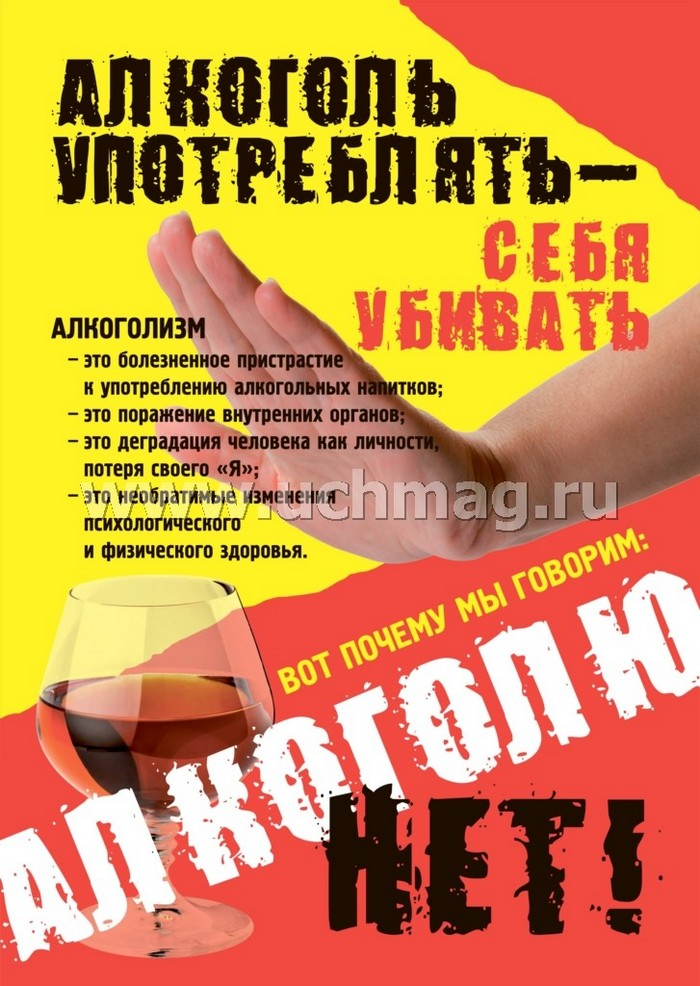 АЛКОГОЛЬ
УПОТРЕБЛЯТЬ–
СЕБЯ
УБИВАТЬ
АЛКОГОЛИЗМ
– это болезненное пристрастие
к употреблению алкогольных напитков;
– это поражение внутренних органов;
– это деградация человека как личности,
потеря своего «Я»;
– это необратимые изменения
www.uchmag.ru
психологического
и физического здоровья.
ВОТ ПОЧЕМУ МЫ ГОВОРИМ:
АЛКОГОЛЮ
НЕТ!